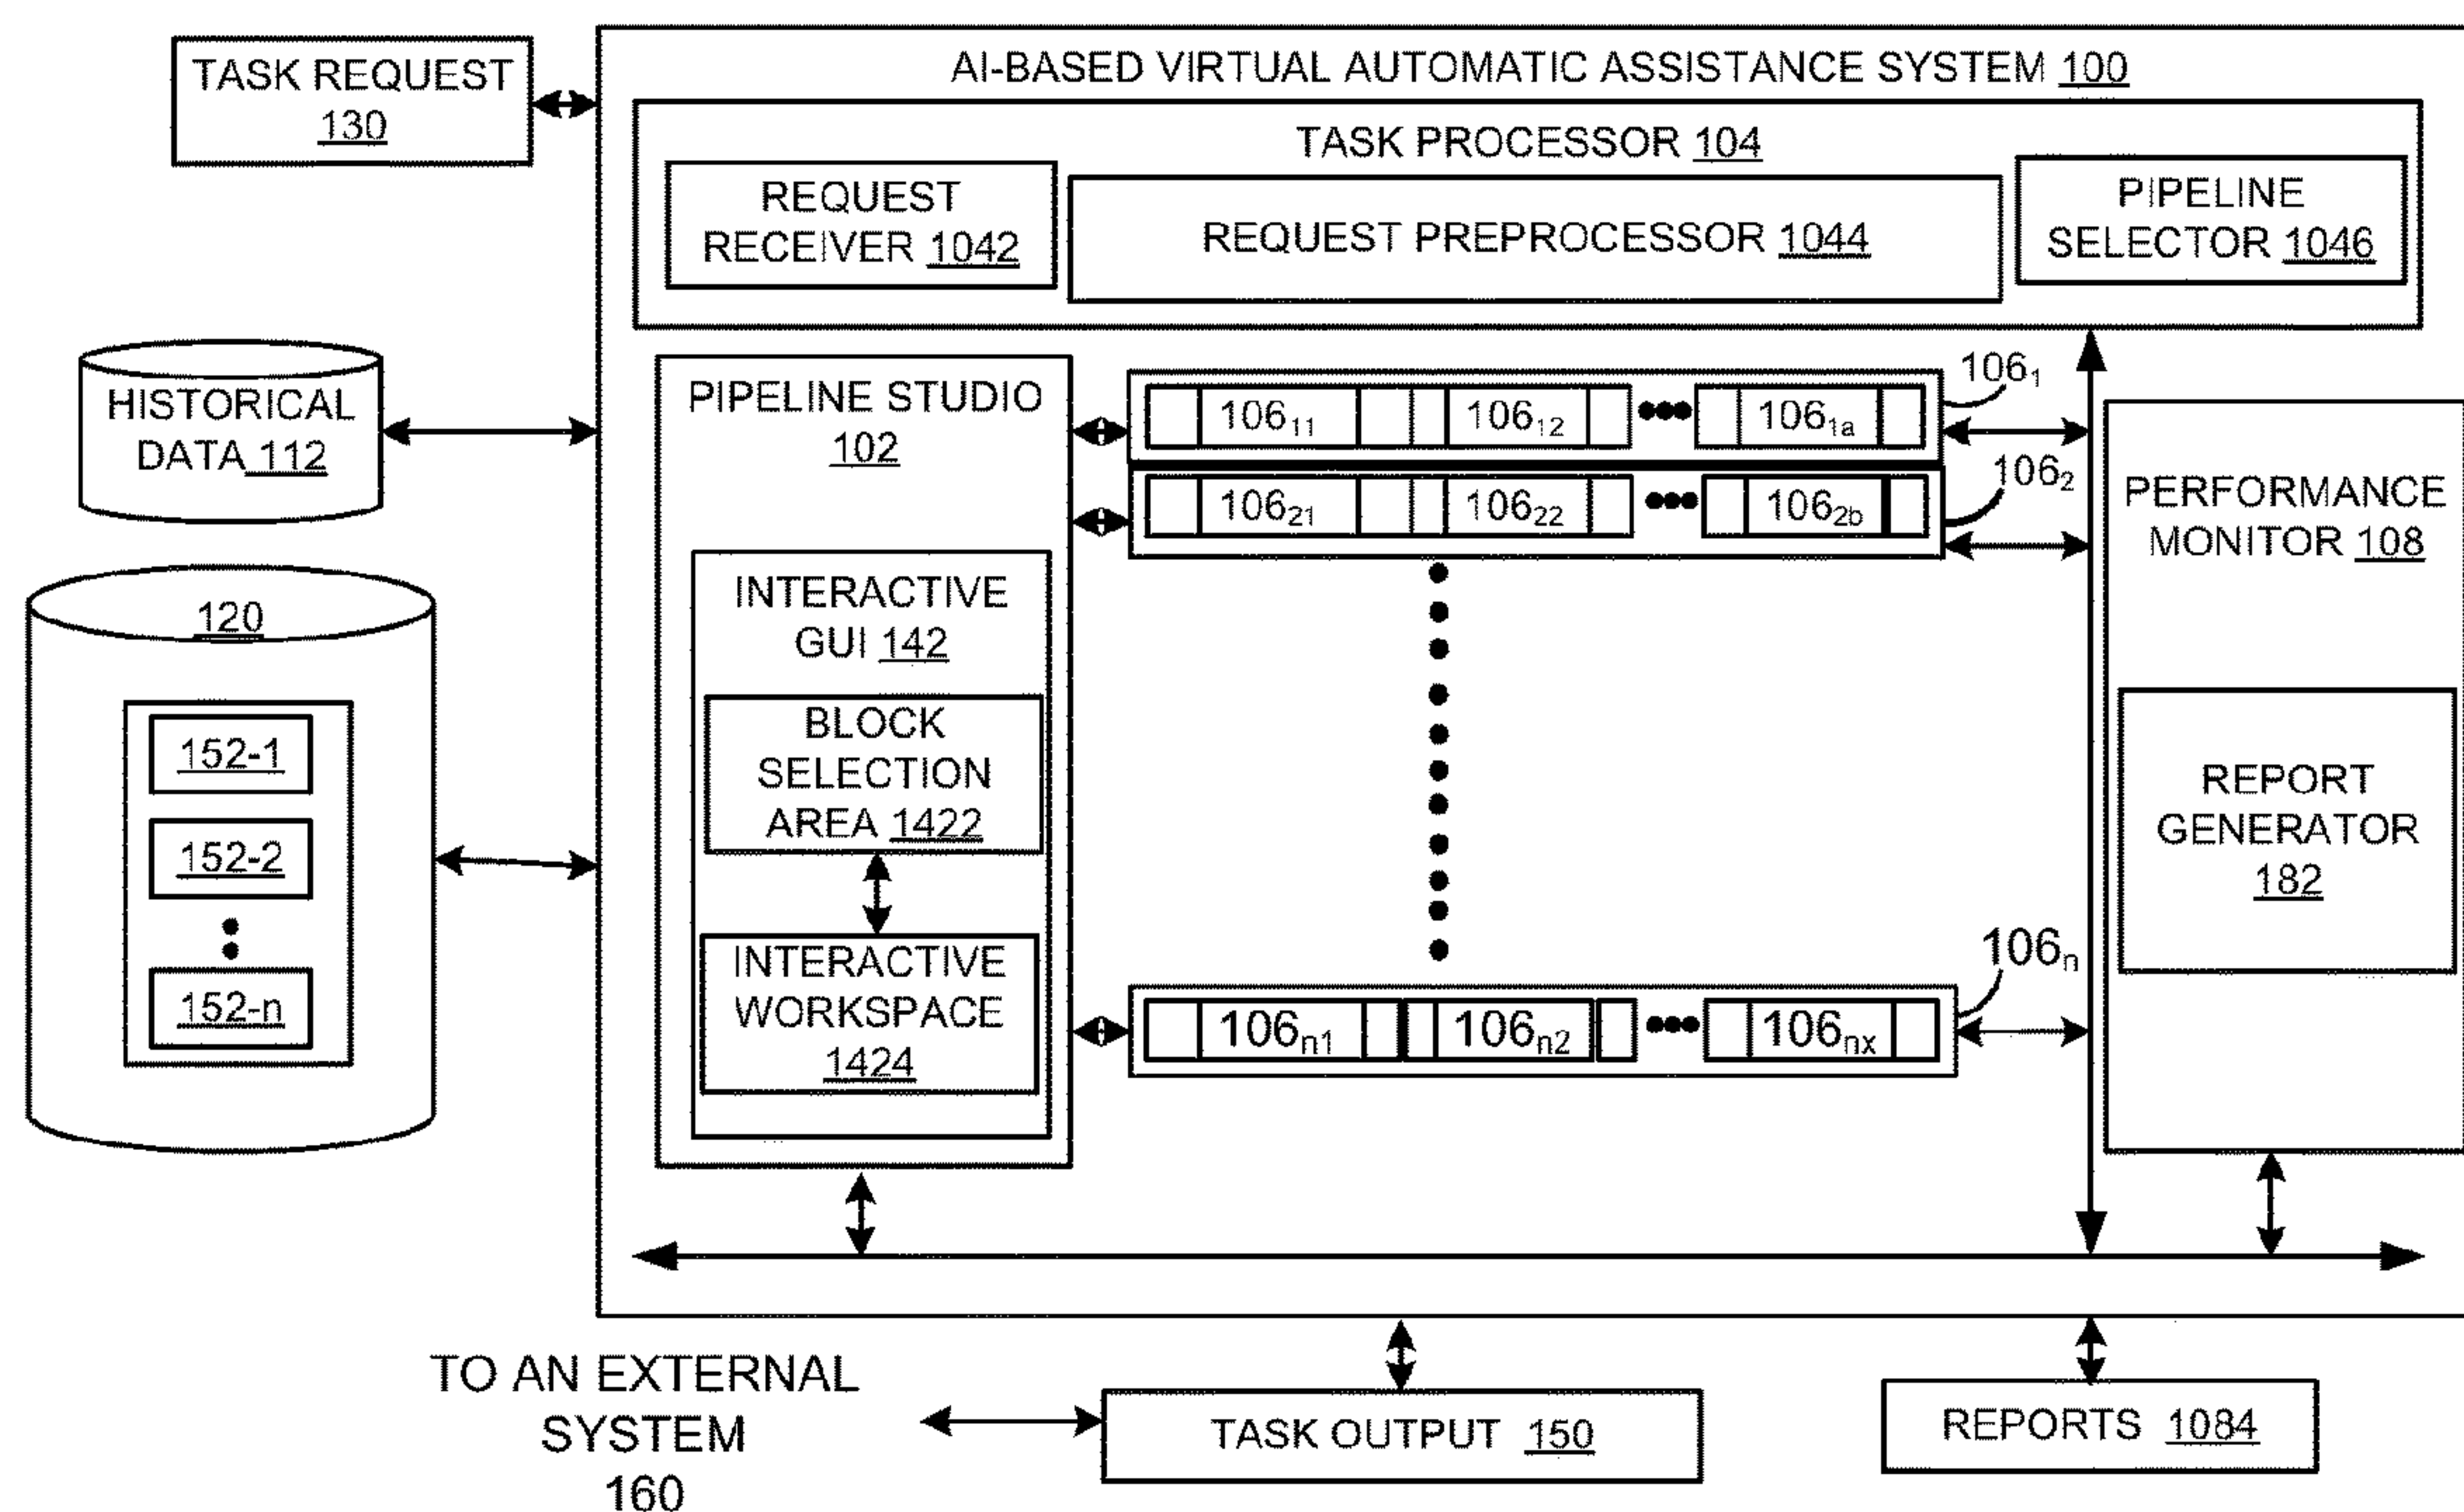 AI-BASED VIRTUAL AUTOMATIC ASSISTANCE SYSTEM 100
TASK REQUEST
130
TASK PROCESSOR 104
REQUEST
RECEIVER 1042
REQUEST PREPROCESSOR 1044
PIPELINE
SELECTOR 1046
HISTORICAL
DATA 112
120
152-1
152-2
152-n
PIPELINE STUDIO
102
INTERACTIVE
GUI 142
BLOCK
SELECTION
AREA 1422
INTERACTIVE
WORKSPACE
1424
106₁₁ 106₁₂ 106₁ₐ
106₁
106₂₁ 106₂₂ 106₂b
106₂
106ₙ₁ 106ₙ₂ 106ₙₓ
106ₙ
PERFORMANCE
MONITOR 108
REPORT
GENERATOR
182
TO AN EXTERNAL
SYSTEM
160
TASK OUTPUT 150
REPORTS 1084